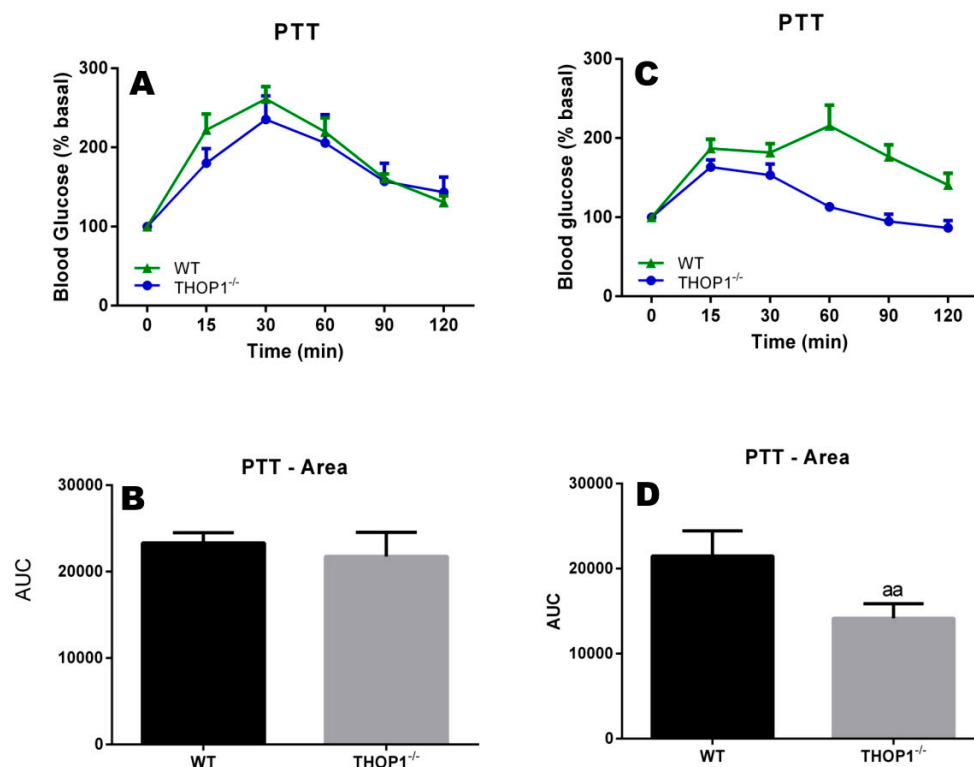 PTT
A
Blood Glucose (% basal)
300
200
100
0
WT
THOP1-/-
0 15 30 60 90 120
Time (min)
PTT
C
Blood glucose (% basal)
300
200
100
0
WT
THOP1-/-
0 15 30 60 90 120
Time (min)
PTT - Area
B
AUC
30000
20000
10000
0
WT THOP1-/-
PTT - Area
D
AUC
30000
20000
10000
0
aa
WT THOP1-/-